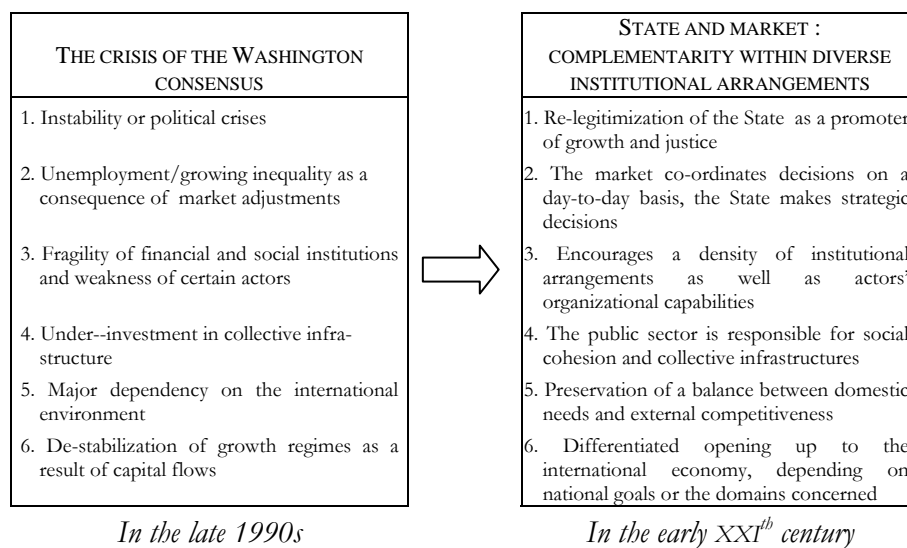 THE CRISIS OF THE WASHINGTON
CONSENSUS
1. Instability or political crises
2. Unemployment/growing inequality as a
consequence of market adjustments
3. Fragility of financial and social institutions
and weakness of certain actors
4. Under--investment in collective infra-
structure
5. Major dependency on the international
environment
6. De-stabilization of growth regimes as a
result of capital flows
In the late 1990s
STATE AND MARKET :
COMPLEMENTARITY WITHIN DIVERSE
INSTITUTIONAL ARRANGEMENTS
1. Re-legitimization of the State as a promoter
of growth and justice
2. The market co-ordinates decisions on a
day-to-day basis, the State makes strategic
decisions
3. Encourages a density of institutional
arrangements as well as actors'
organizational capabilities
4. The public sector is responsible for social
cohesion and collective infrastructures
5. Preservation of a balance between domestic
needs and external competitiveness
6. Differentiated opening up to the
international economy, depending on
national goals or the domains concerned
In the early XXIth century